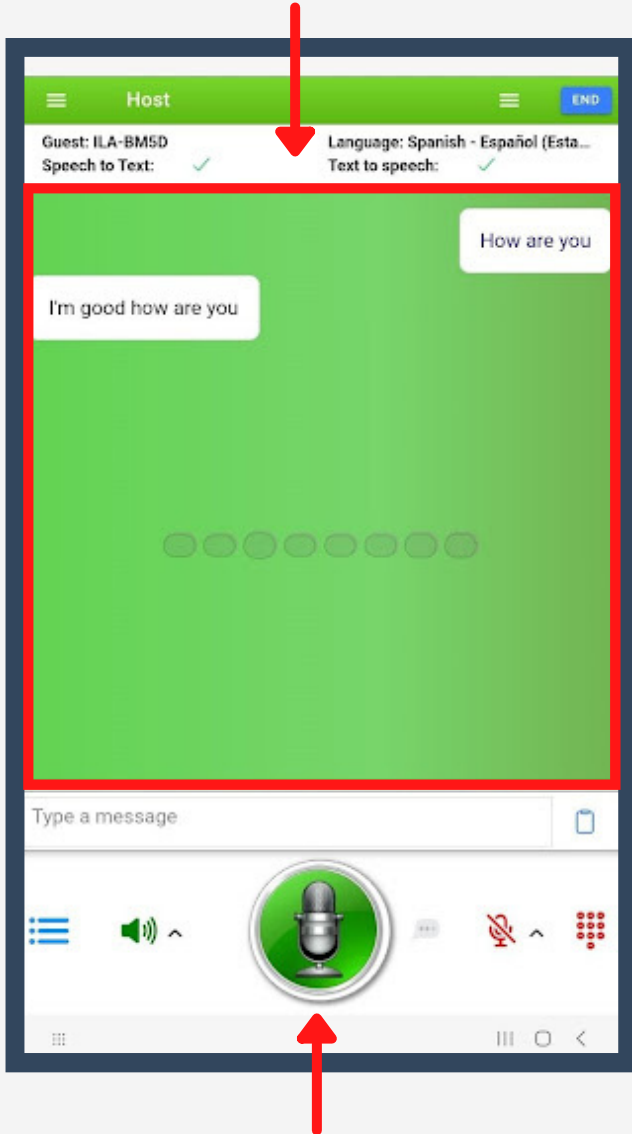 Host
END
Guest: ILA-BM5D
Language: Spanish - Español (Esta...
Speech to Text:
Text to speech:
How are you
I'm good how are you
Type a message